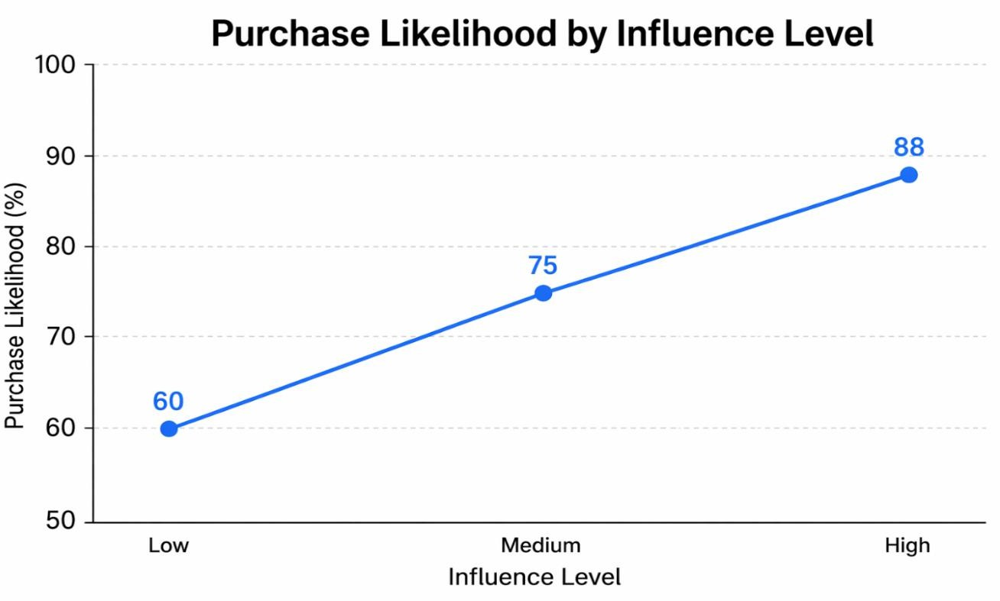 Purchase Likelihood by Influence Level
100
90
80
70
60
50
Purchase Likelihood (%)
60
75
88
Low
Medium
High
Influence Level